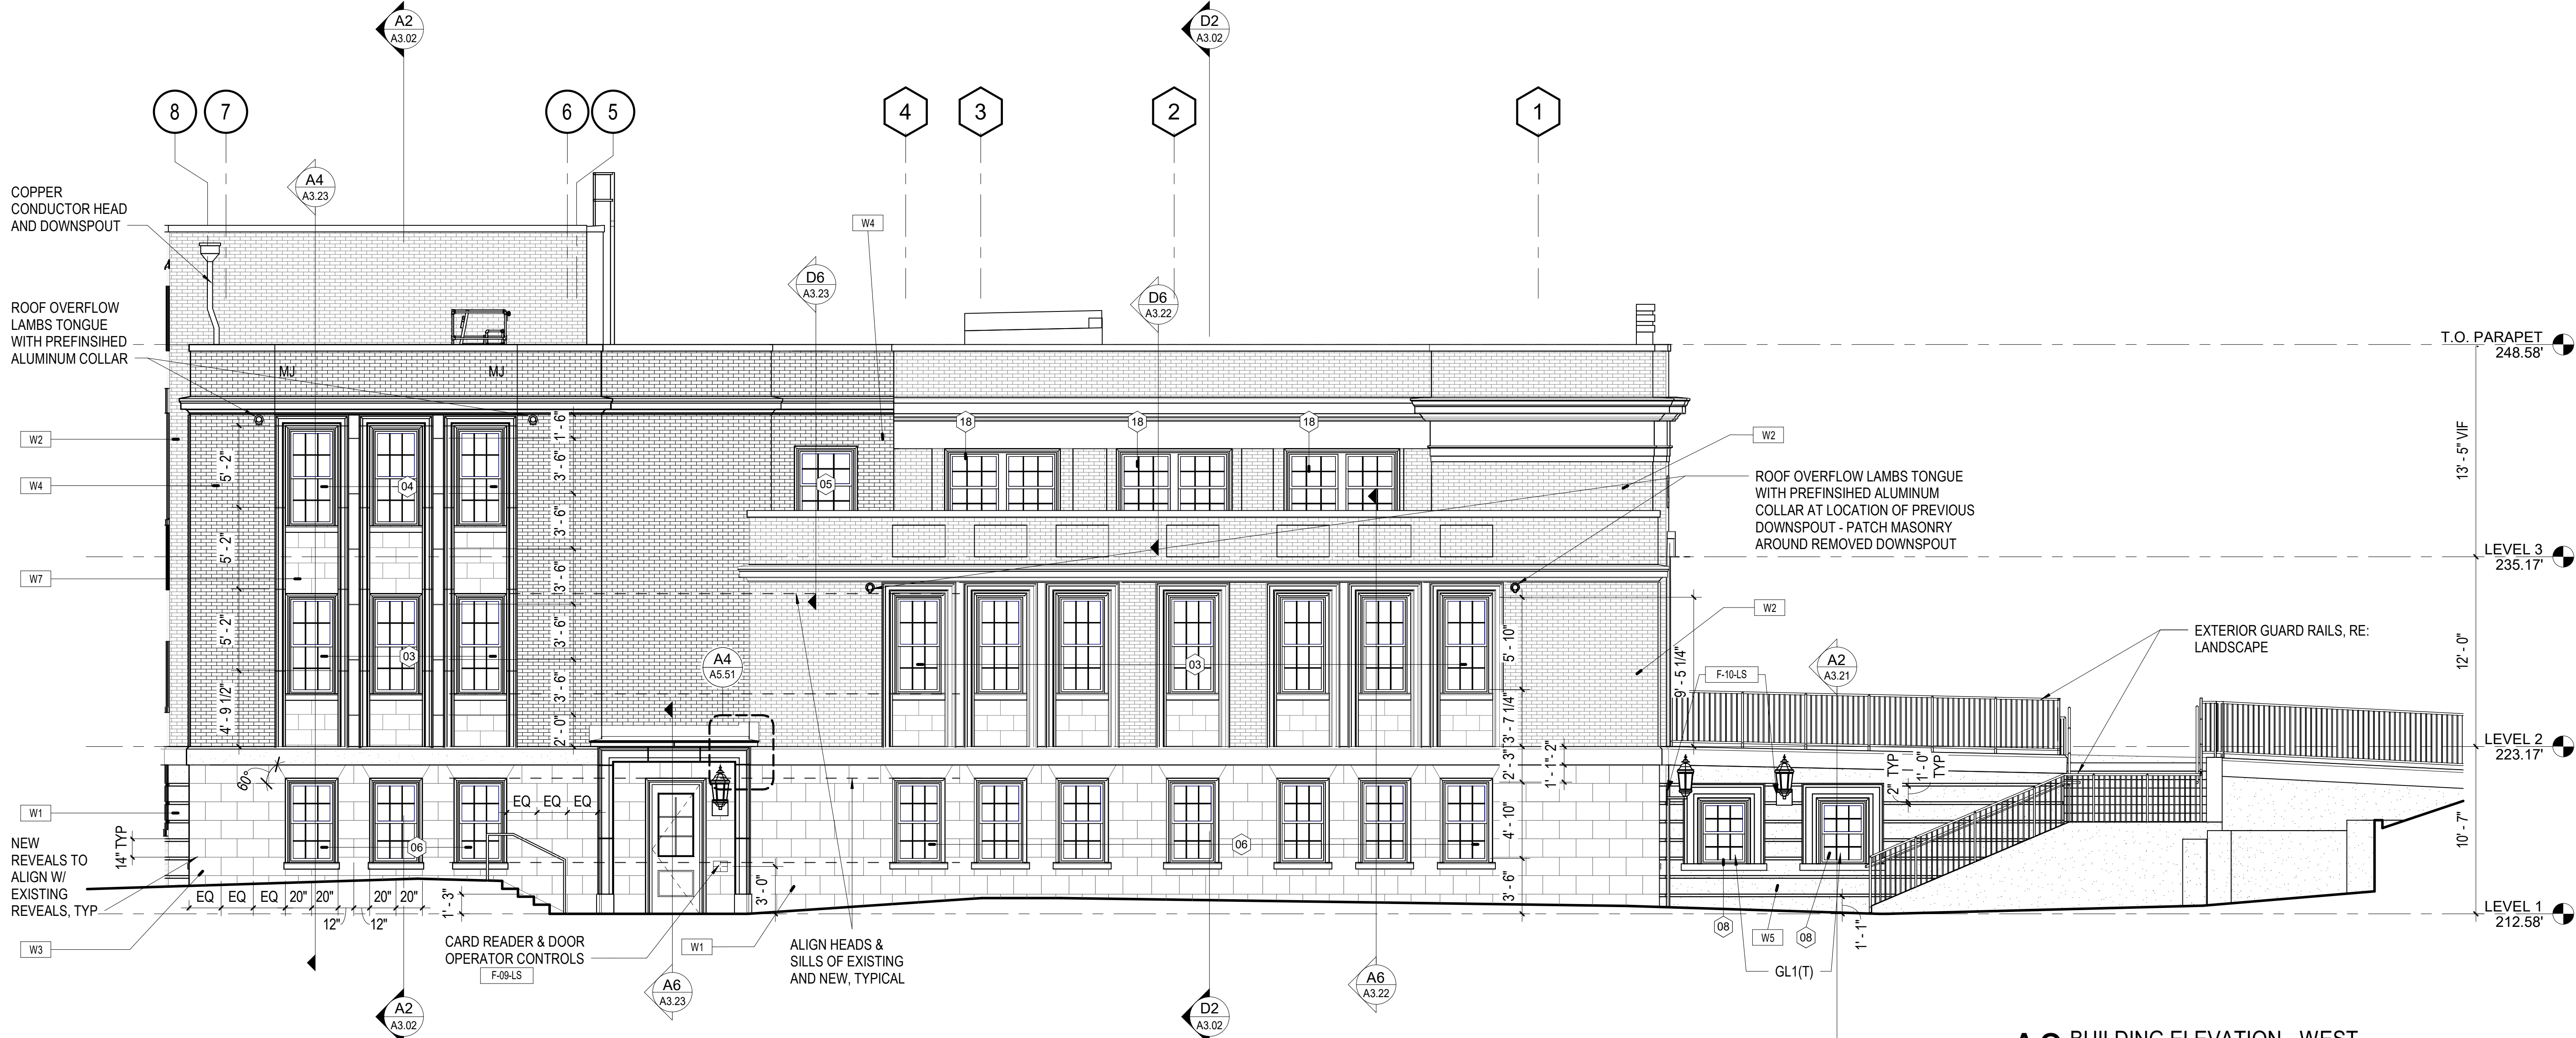 A2
A3.02
D2
A3.02
8
7
6
5
4
3
2
1
A4
A3.23
COPPER
CONDUCTOR HEAD
AND DOWNSPOUT
W4
D6
A3.23
D6
A3.22
ROOF OVERFLOW
LAMBS TONGUE
WITH PREFINSIHED
ALUMINUM COLLAR
T.O. PARAPET
248.58'
MJ
MJ
1' - 6"
18
18
18
W2
W2
13' - 5" VIF
5' - 2"
3' - 6"
04
05
W4
ROOF OVERFLOW LAMBS TONGUE
WITH PREFINSIHED ALUMINUM
COLLAR AT LOCATION OF PREVIOUS
DOWNSPOUT - PATCH MASONRY
AROUND REMOVED DOWNSPOUT
3' - 6"
5' - 2"
LEVEL 3
235.17'
W7
3' - 6"
W2
5' - 2"
3' - 6"
03
03
5' - 10"
9' - 5 1/4"
EXTERIOR GUARD RAILS, RE:
LANDSCAPE
12' - 0"
A4
A5.51
A2
A3.21
F-10-LS
4' - 9 1/2"
3' - 6"
2' - 0"
3' - 7 1/4"
LEVEL 2
223.17'
60°
2' - 3"
1' - 1"
2"
2" TYP
1' - 0"
TYP
EQ
EQ
EQ
W1
4' - 10"
10' - 7"
NEW
REVEALS TO
ALIGN W/
EXISTING
REVEALS, TYP
14" TYP
06
06
EQ
EQ
EQ
20"
20"
20"
20"
12"
12"
1' - 3"
3' - 0"
3' - 6"
LEVEL 1
212.58'
W3
CARD READER & DOOR
OPERATOR CONTROLS
F-09-LS
W1
ALIGN HEADS &
SILLS OF EXISTING
AND NEW, TYPICAL
08
W5
08
1' - 1"
GL1(T)
A6
A3.23
A6
A3.22
A2
A3.02
D2
A3.02
BUILDING ELEVATION - WEST